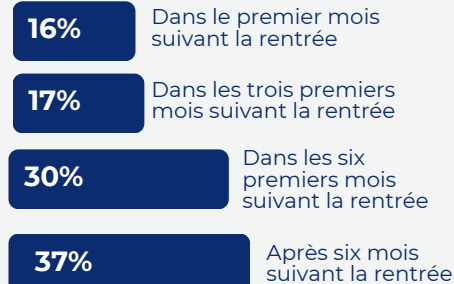 16%
Dans le premier mois
suivant la rentrée
17%
Dans les trois premiers
mois suivant la rentrée
30%
Dans les six
premiers mois
suivant la rentrée
37%
Après six mois
suivant la rentrée